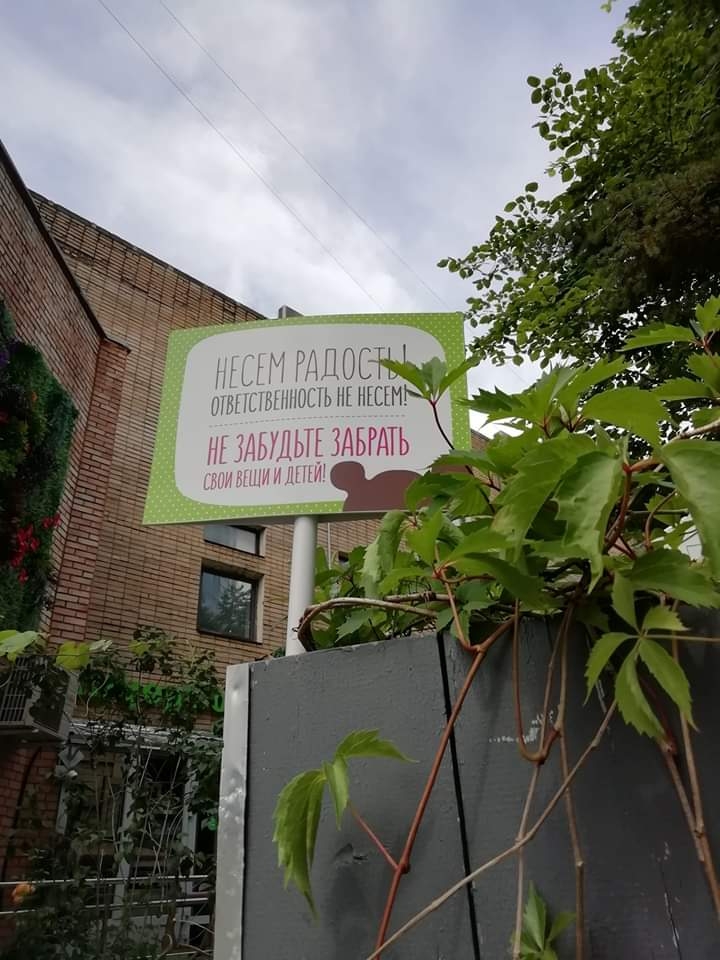 НЕСЕМ РАДОСТЬ!
ОТВЕТСТВЕННОСТЬ НЕ НЕСЕМ!
НЕ ЗАБУДЬТЕ ЗАБРАТЬ
СВОИ ВЕЩИ И ДЕТЕЙ!